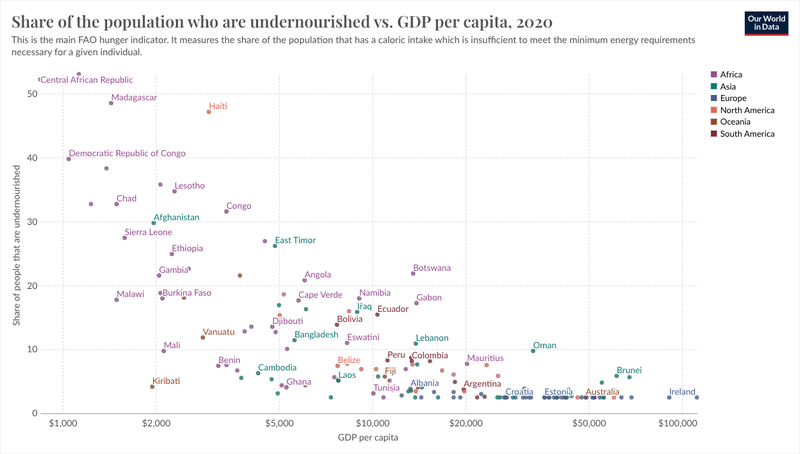 Share of the population who are undernourished vs. GDP per capita, 2020
Our World
in Data
This is the main FAO hunger indicator. It measures the share of the population that has a caloric intake which is insufficient to meet the minimum energy requirements
necessary for a given individual.
Share of people that are undernourished
50
40
30
20
10
0
Central African Republic
Madagascar
Haiti
Democratic Republic of Congo
Lesotho
Chad
Congo
Afghanistan
Sierra Leone
East Timor
Ethiopia
Gambia
Angola
Botswana
Malawi
Burkina Faso
Cape Verde
Namibia
Gabon
Iraq
Ecuador
Djibouti
Bolivia
Vanuatu
Bangladesh
Eswatini
Lebanon
Mali
Oman
Benin
Belize
Peru
Colombia
Mauritius
Cambodia
Laos
Fiji
Brunei
Kiribati
Ghana
Tunisia
Albania
Argentina
Croatia
Estonia
Australia
Ireland
$1,000
$2,000
$5,000
$10,000
$20,000
$50,000
$100,000
GDP per capita
Africa
Asia
Europe
North America
Oceania
South America